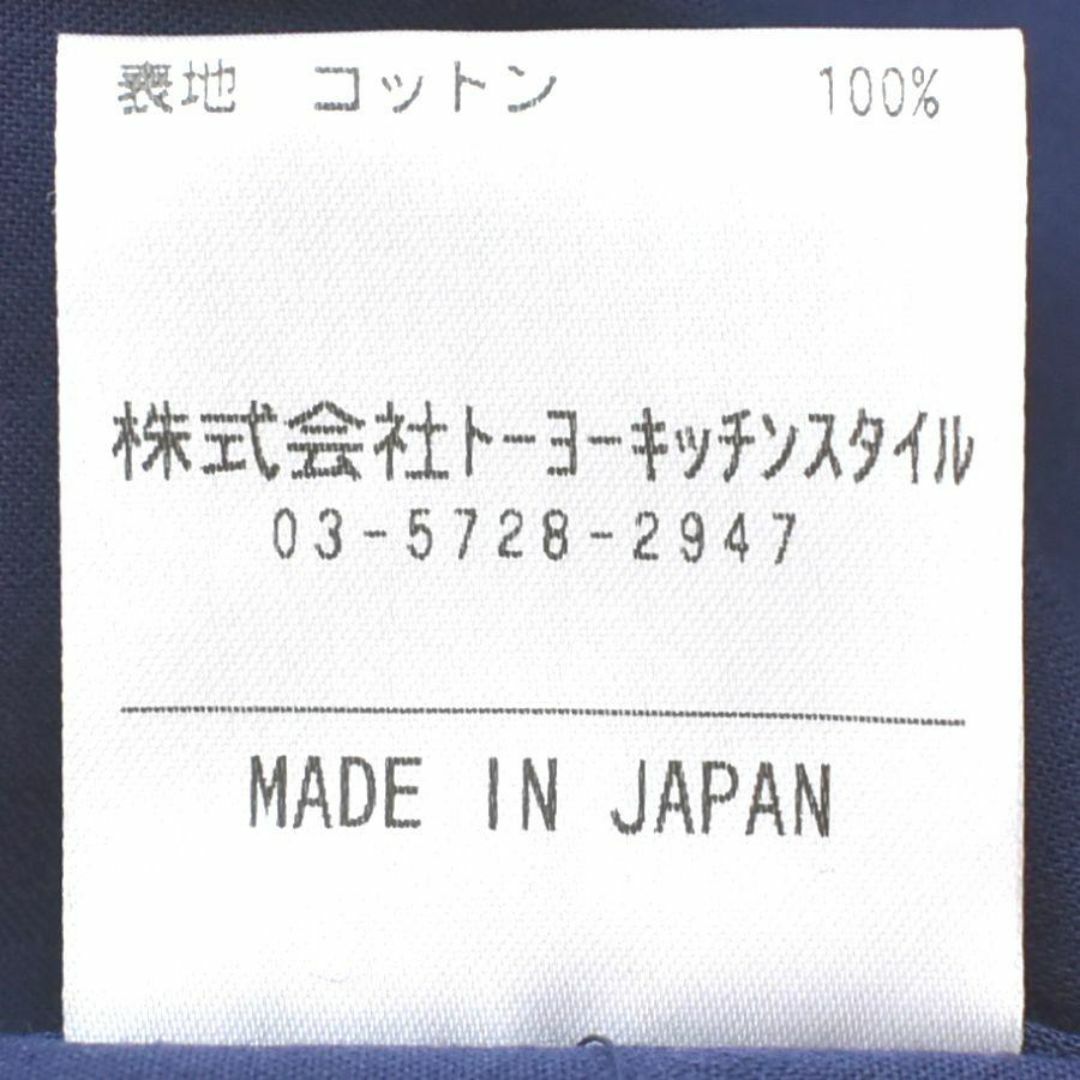 表地　コットン　100%
株式会社ﾄｰﾖｰｷｯﾁﾝｽﾀｲﾙ
03-5728-2947
MADE IN JAPAN